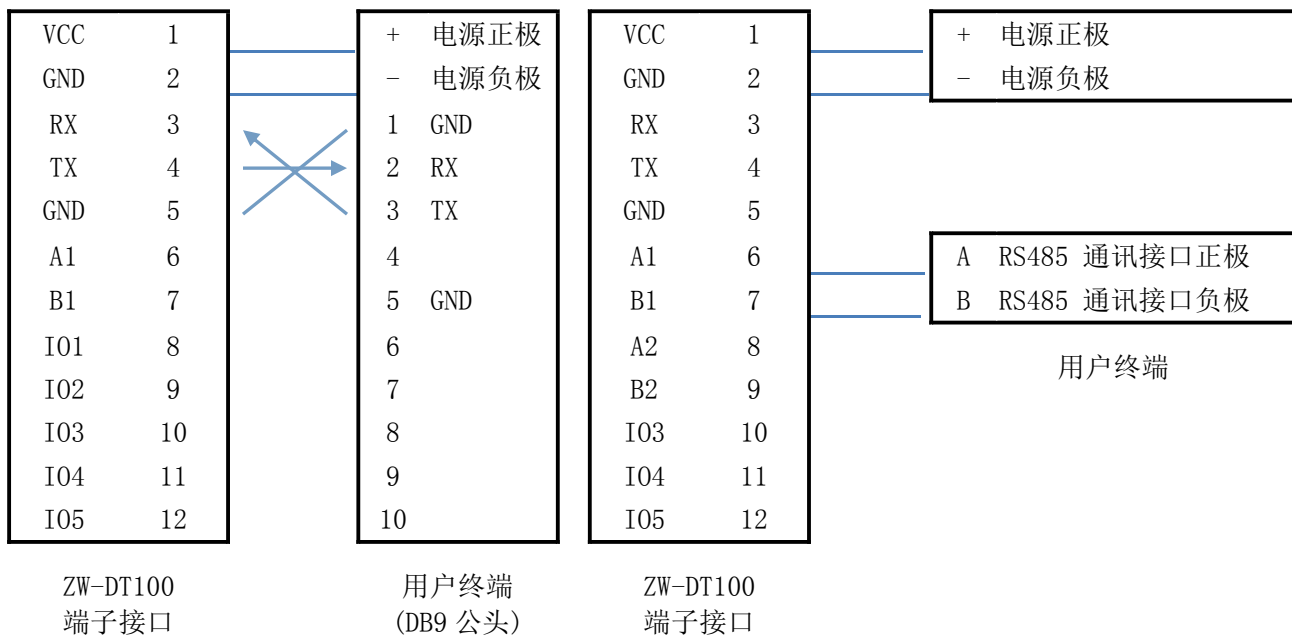 VCC 1
GND 2
RX 3
TX 4
GND 5
A1 6
B1 7
IO1 8
IO2 9
IO3 10
IO4 11
IO5 12
ZW-DT100
端子接口
+ 电源正极
- 电源负极
1 GND
2 RX
3 TX
4
5 GND
6
7
8
9
10
用户终端
(DB9 公头)
VCC 1
GND 2
RX 3
TX 4
GND 5
A1 6
B1 7
A2 8
B2 9
IO3 10
IO4 11
IO5 12
ZW-DT100
端子接口
+ 电源正极
- 电源负极
A RS485 通讯接口正极
B RS485 通讯接口负极
用户终端